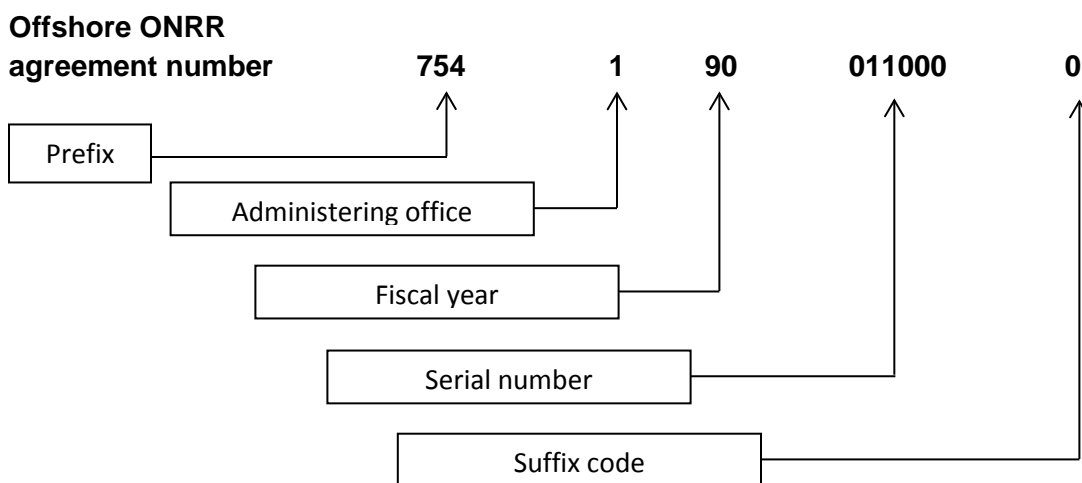 Offshore ONRR
agreement number 754 1 90 011000 0
Prefix
Administering office
Fiscal year
Serial number
Suffix code